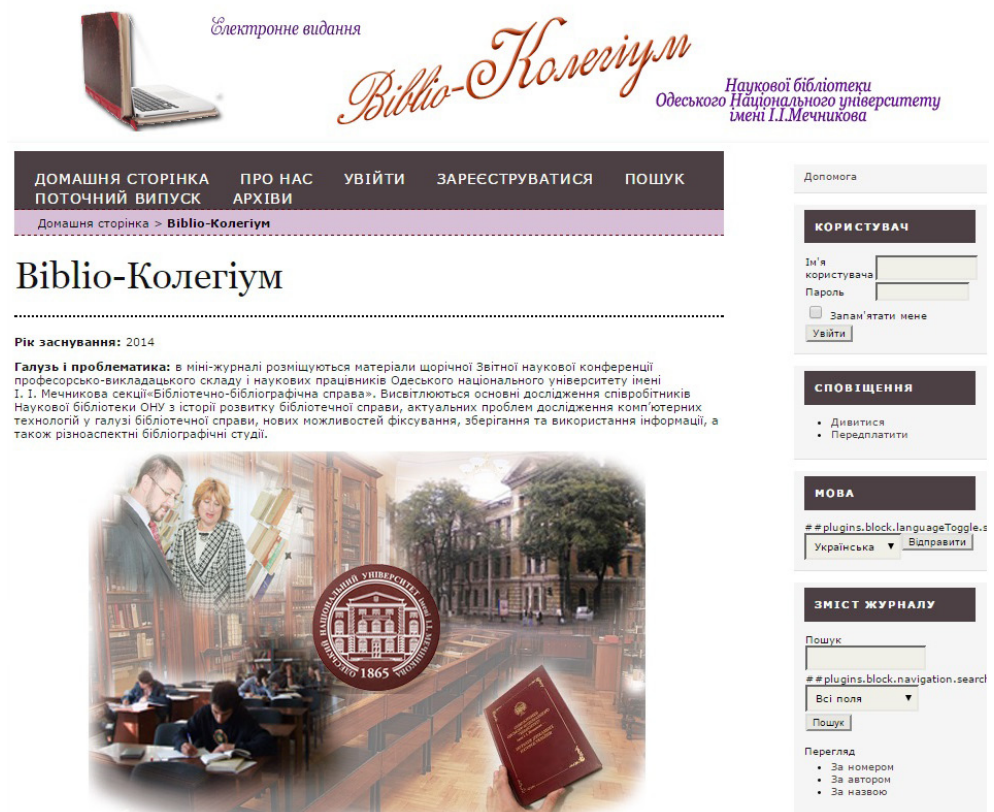 Електронне видання
Biblio-Колегіум
Наукової бібліотеки
Одеського Національного університету
імені І.І.Мечникова
ДОМАШНЯ СТОРІНКА ПРО НАС УВІЙТИ ЗАРЕЄСТРУВАТИСЯ ПОШУК
ПОТОЧНИЙ ВИПУСК АРХІВИ
Домашня сторінка > Biblio-Колегіум
Biblio-Колегіум
Рік заснування: 2014
Галузь і проблематика: в міні-журналі розміщуються матеріали щорічної Звітної наукової конференції
професорсько-викладацького складу і наукових працівників Одеського національного університету імені
І. І. Мечникова секції«Бібліотечно-бібліографічна справа». Висвітлюються основні дослідження співробітників
Наукової бібліотеки ОНУ з історії розвитку бібліотечної справи, актуальних проблем дослідження комп’ютерних
технологій у галузі бібліотечної справи, нових можливостей фіксування, зберігання та використання інформації, а
також різноаспектні бібліографічні студії.
ОДЕСЬКИЙ НАЦІОНАЛЬНИЙ УНІВЕРСИТЕТ імені І.І. МЕЧНИКОВА
1865
Допомога
КОРИСТУВАЧ
Ім'я
користувача
Пароль
Запам'ятати мене
Увійти
СПОВІЩЕННЯ
Дивитися
Передплатити
МОВА
##plugins.block.languageToggle.s
Українська ▼ Відправити
ЗМІСТ ЖУРНАЛУ
Пошук
##plugins.block.navigation.search
Всі поля ▼
Пошук
Перегляд
За номером
За автором
За назвою